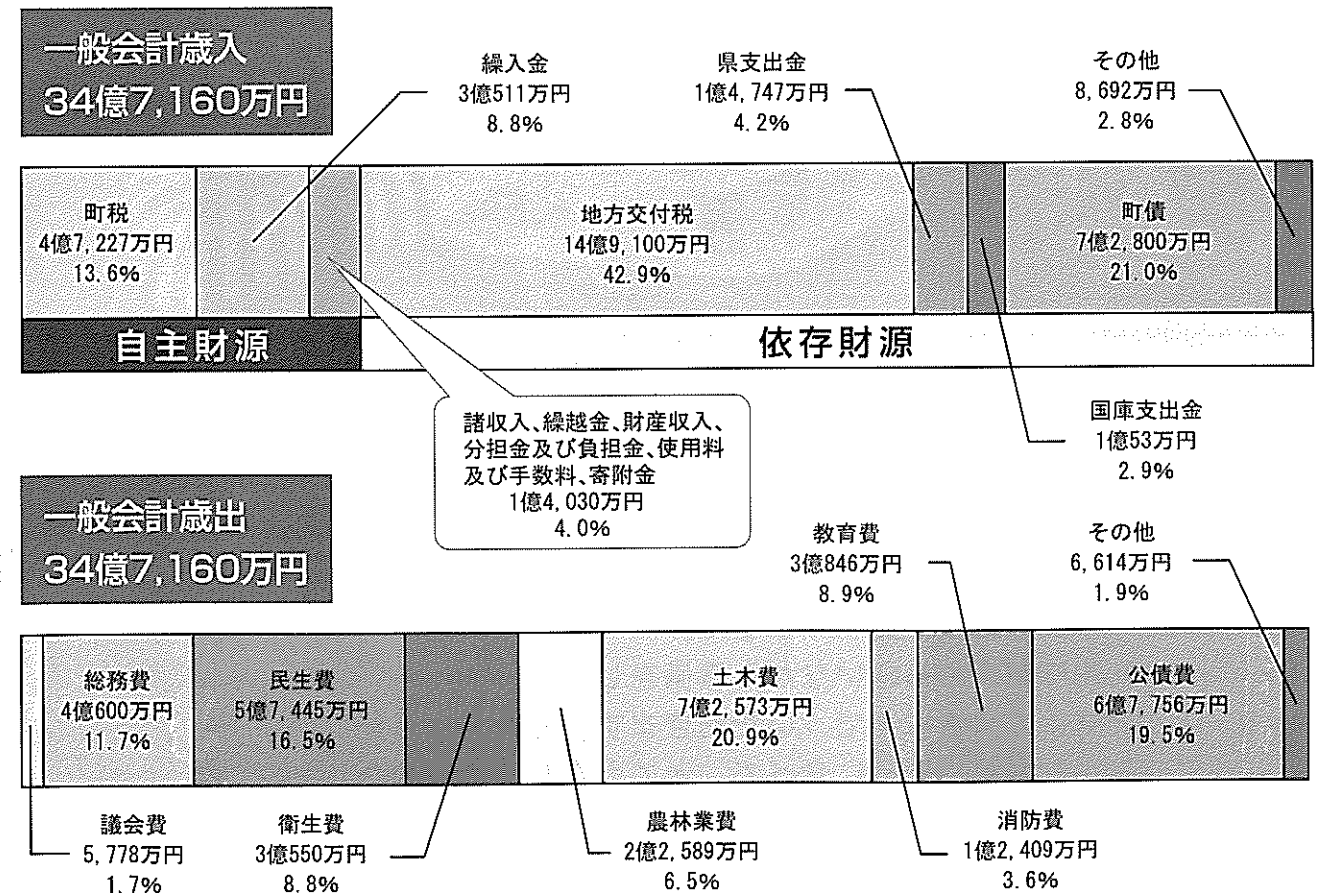 一般会計歳入
34億7,160万円
繰入金
3億511万円
8.8%
県支出金
1億4,747万円
4.2%
その他
8,692万円
2.8%
町税
4億7,227万円
13.6%
地方交付税
14億9,100万円
42.9%
町債
7億2,800万円
21.0%
自主財源
依存財源
諸収入、繰越金、財産収入、
分担金及び負担金、使用料
及び手数料、寄附金
1億4,030万円
4.0%
国庫支出金
1億53万円
2.9%
一般会計歳出
34億7,160万円
教育費
3億846万円
8.9%
その他
6,614万円
1.9%
総務費
4億600万円
11.7%
民生費
5億7,445万円
16.5%
土木費
7億2,573万円
20.9%
公債費
6億7,756万円
19.5%
議会費
5,778万円
1.7%
衛生費
3億550万円
8.8%
農林業費
2億2,589万円
6.5%
消防費
1億2,409万円
3.6%